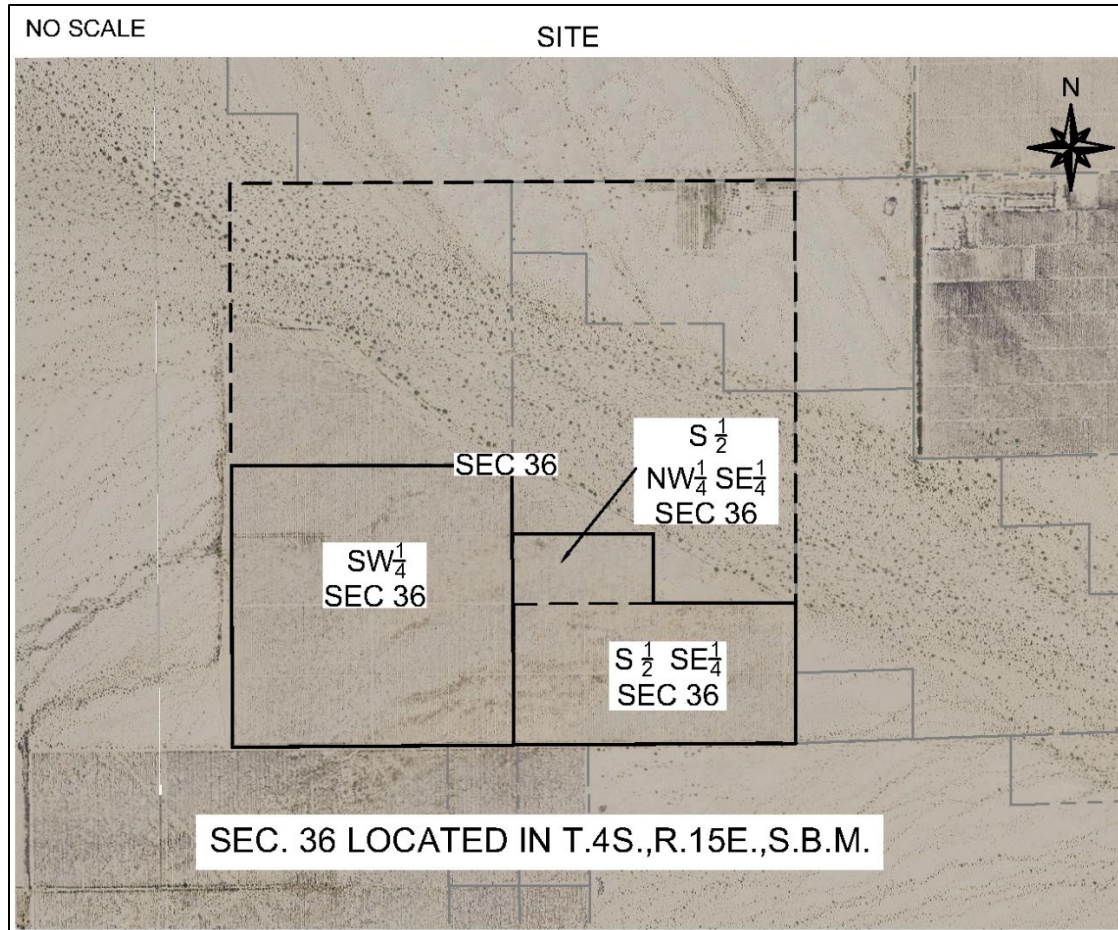 NO SCALE
SITE
N
S 1/2
NW1/4 SE1/4
SEC 36
SEC 36
SW1/4
SEC 36
S 1/2 SE1/4
SEC 36
SEC. 36 LOCATED IN T.4S.,R.15E.,S.B.M.